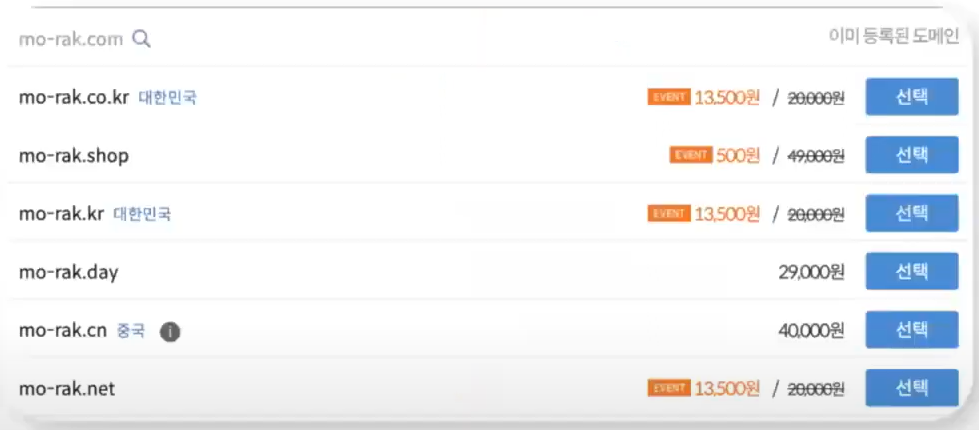 mo-rak.com 이미 등록된 도메인
mo-rak.co.kr 대한민국 EVENT 13,500원 / 20,000원 선택
mo-rak.shop EVENT 500원 / 49,000원 선택
mo-rak.kr 대한민국 EVENT 13,500원 / 20,000원 선택
mo-rak.day 29,000원 선택
mo-rak.cn 중국 i 40,000원 선택
mo-rak.net EVENT 13,500원 / 20,000원 선택